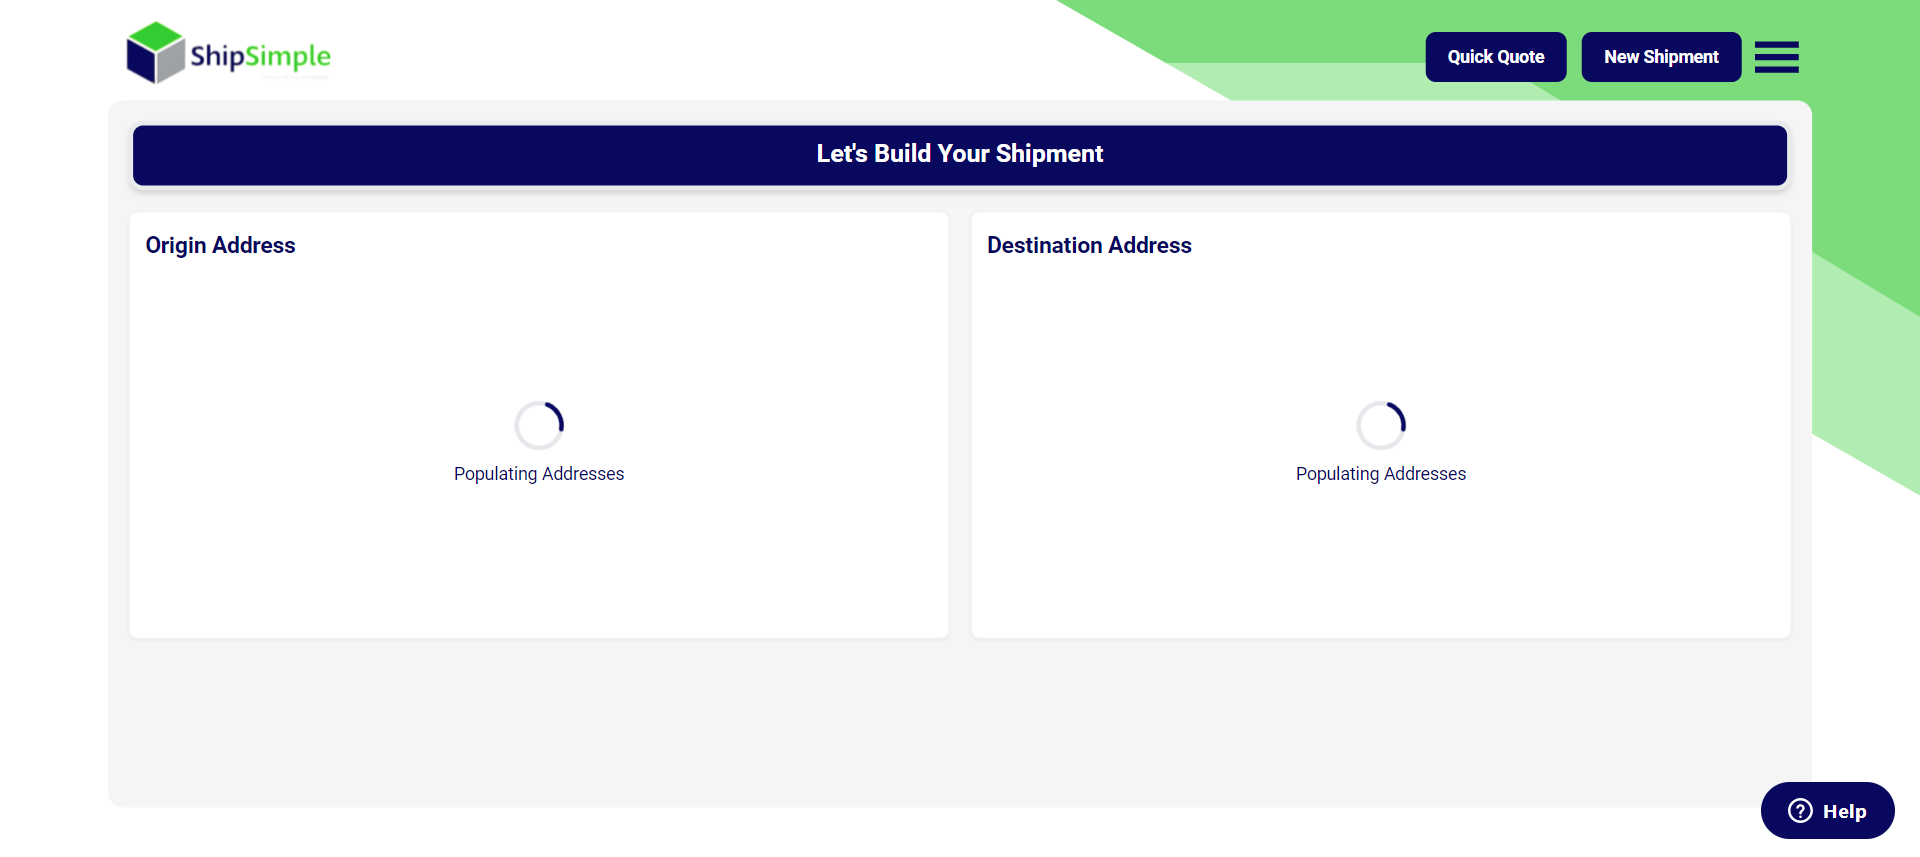 ShipSimple
Quick Quote
New Shipment
Let's Build Your Shipment
Origin Address
Populating Addresses
Destination Address
Populating Addresses
Help